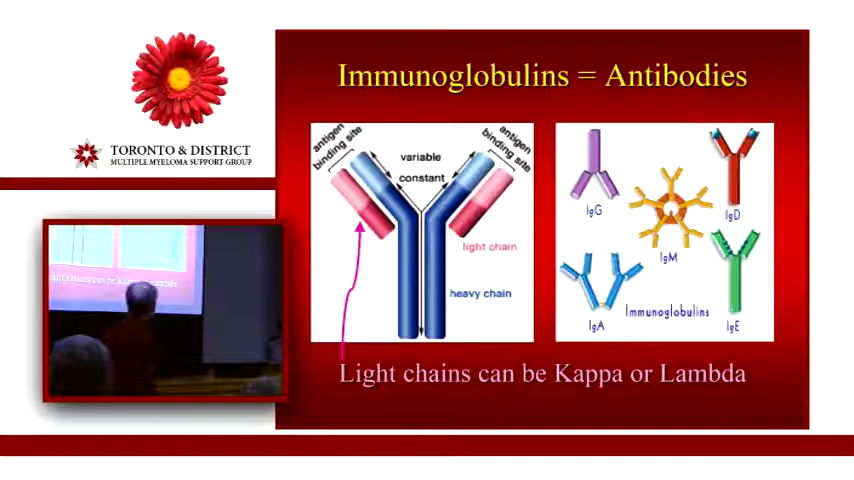 Immunoglobulins = Antibodies
TORONTO & DISTRICT
MULTIPLE MYELOMA SUPPORT GROUP
antigen
binding site
variable
constant
antigen
binding site
light chain
heavy chain
IgG
IgD
IgM
IgA
Immunoglobulins
IgE
Light chains can be Kappa or Lambda